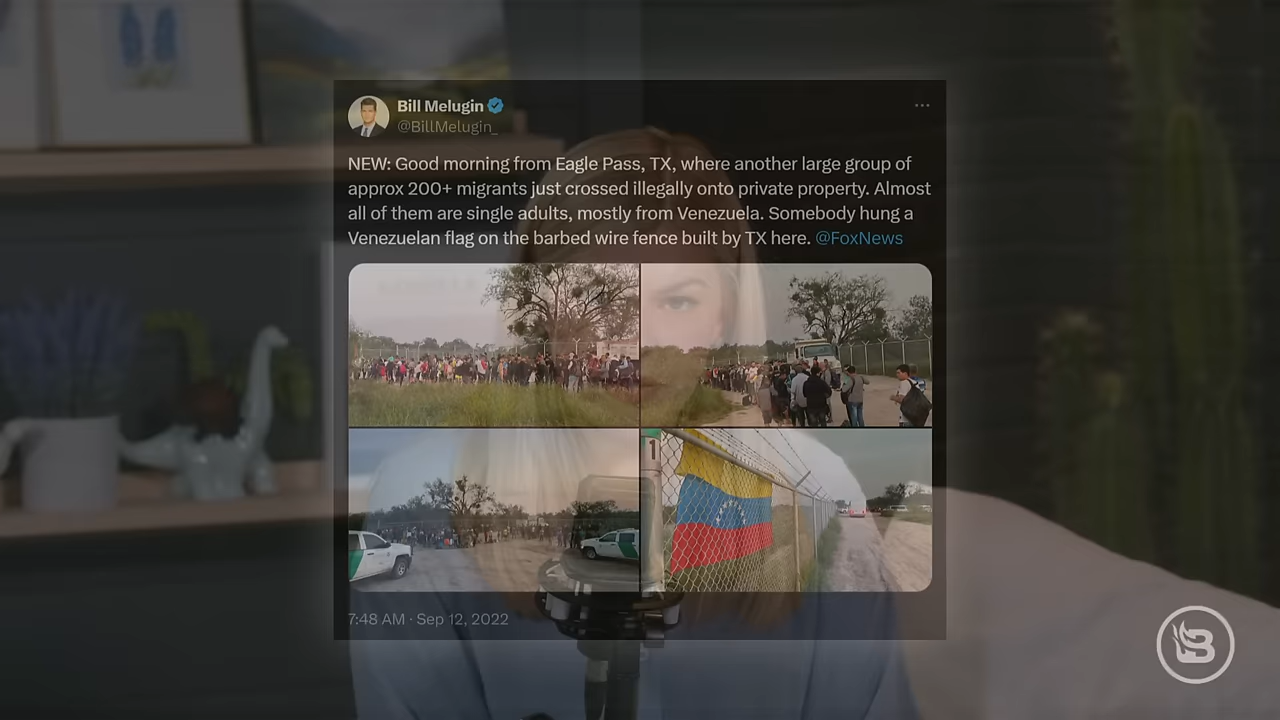 Bill Melugin
@BillMelugin_
NEW: Good morning from Eagle Pass, TX, where another large group of
approx 200+ migrants just crossed illegally onto private property. Almost
all of them are single adults, mostly from Venezuela. Somebody hung a
Venezuelan flag on the barbed wire fence built by TX here. @FoxNews
1
7:48 AM · Sep 12, 2022
B